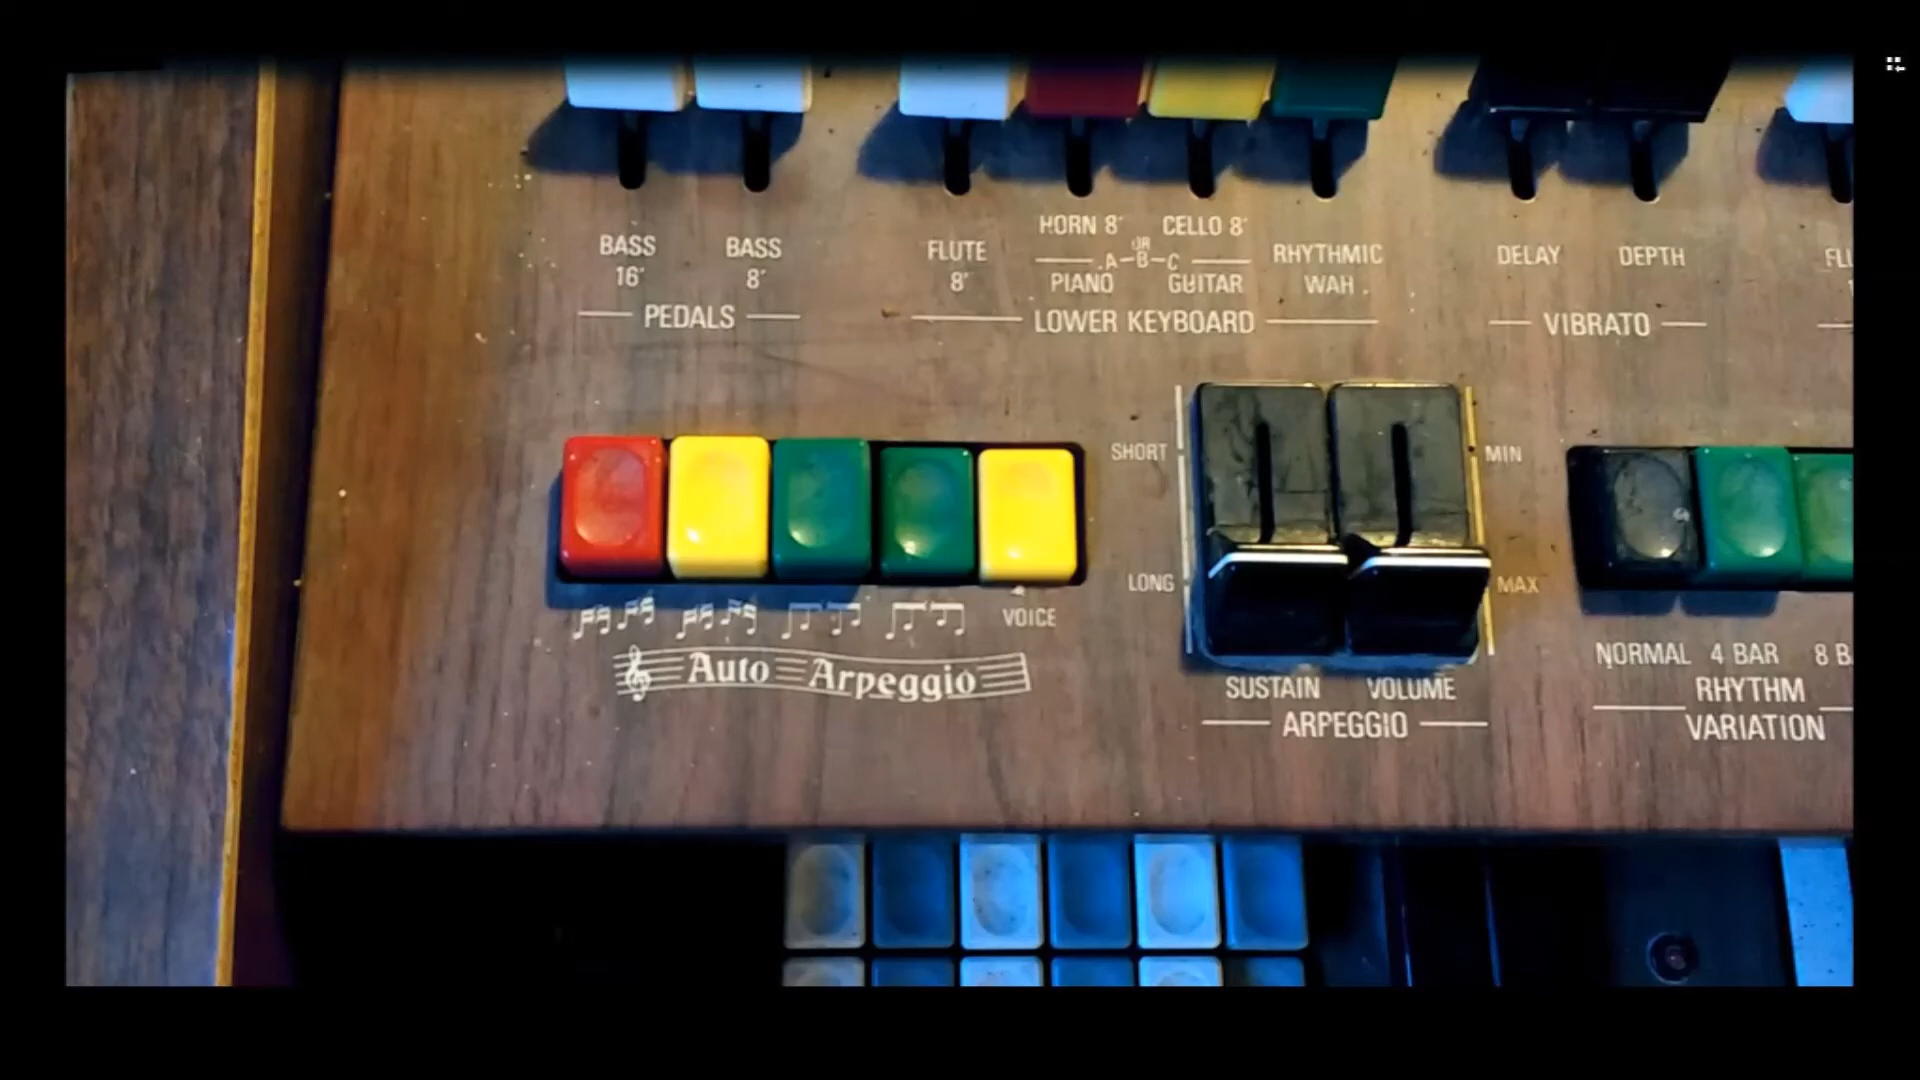 BASS 16'
BASS 8'
PEDALS
FLUTE 8'
HORN 8' CELLO 8'
OR
A B C
PIANO GUITAR
RHYTHMIC WAH
LOWER KEYBOARD
DELAY DEPTH
VIBRATO
VOICE
Auto Arpeggio
SHORT
LONG
MIN
MAX
SUSTAIN VOLUME
ARPEGGIO
NORMAL 4 BAR 8
RHYTHM
VARIATION